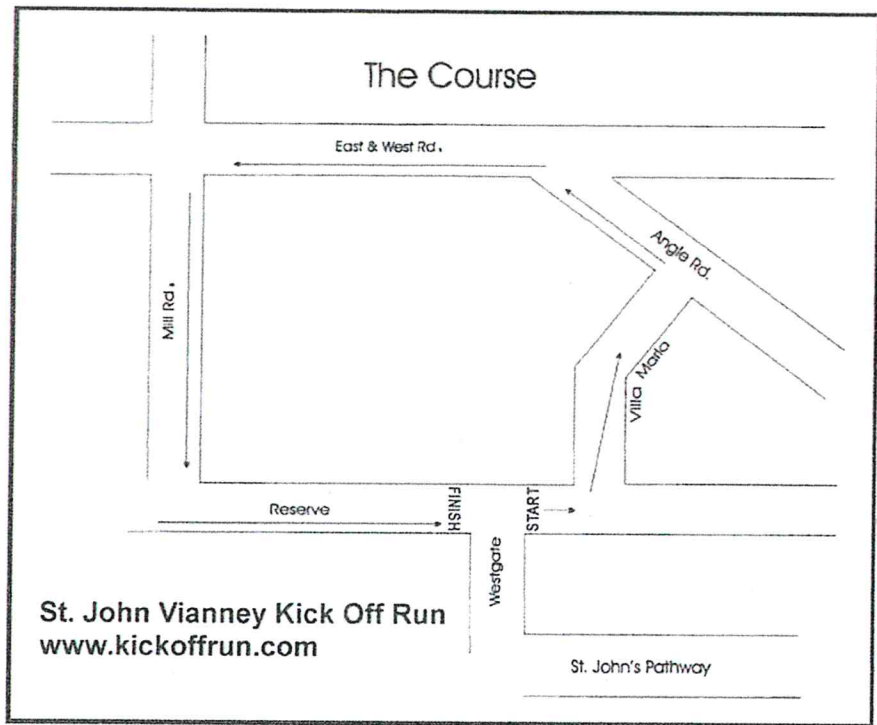 The Course
East & West Rd.
Angle Rd.
Mill Rd.
Villa Maria
Reserve
FINISH
START
Westgate
St. John Vianney Kick Off Run
www.kickoffrun.com
St. John's Pathway